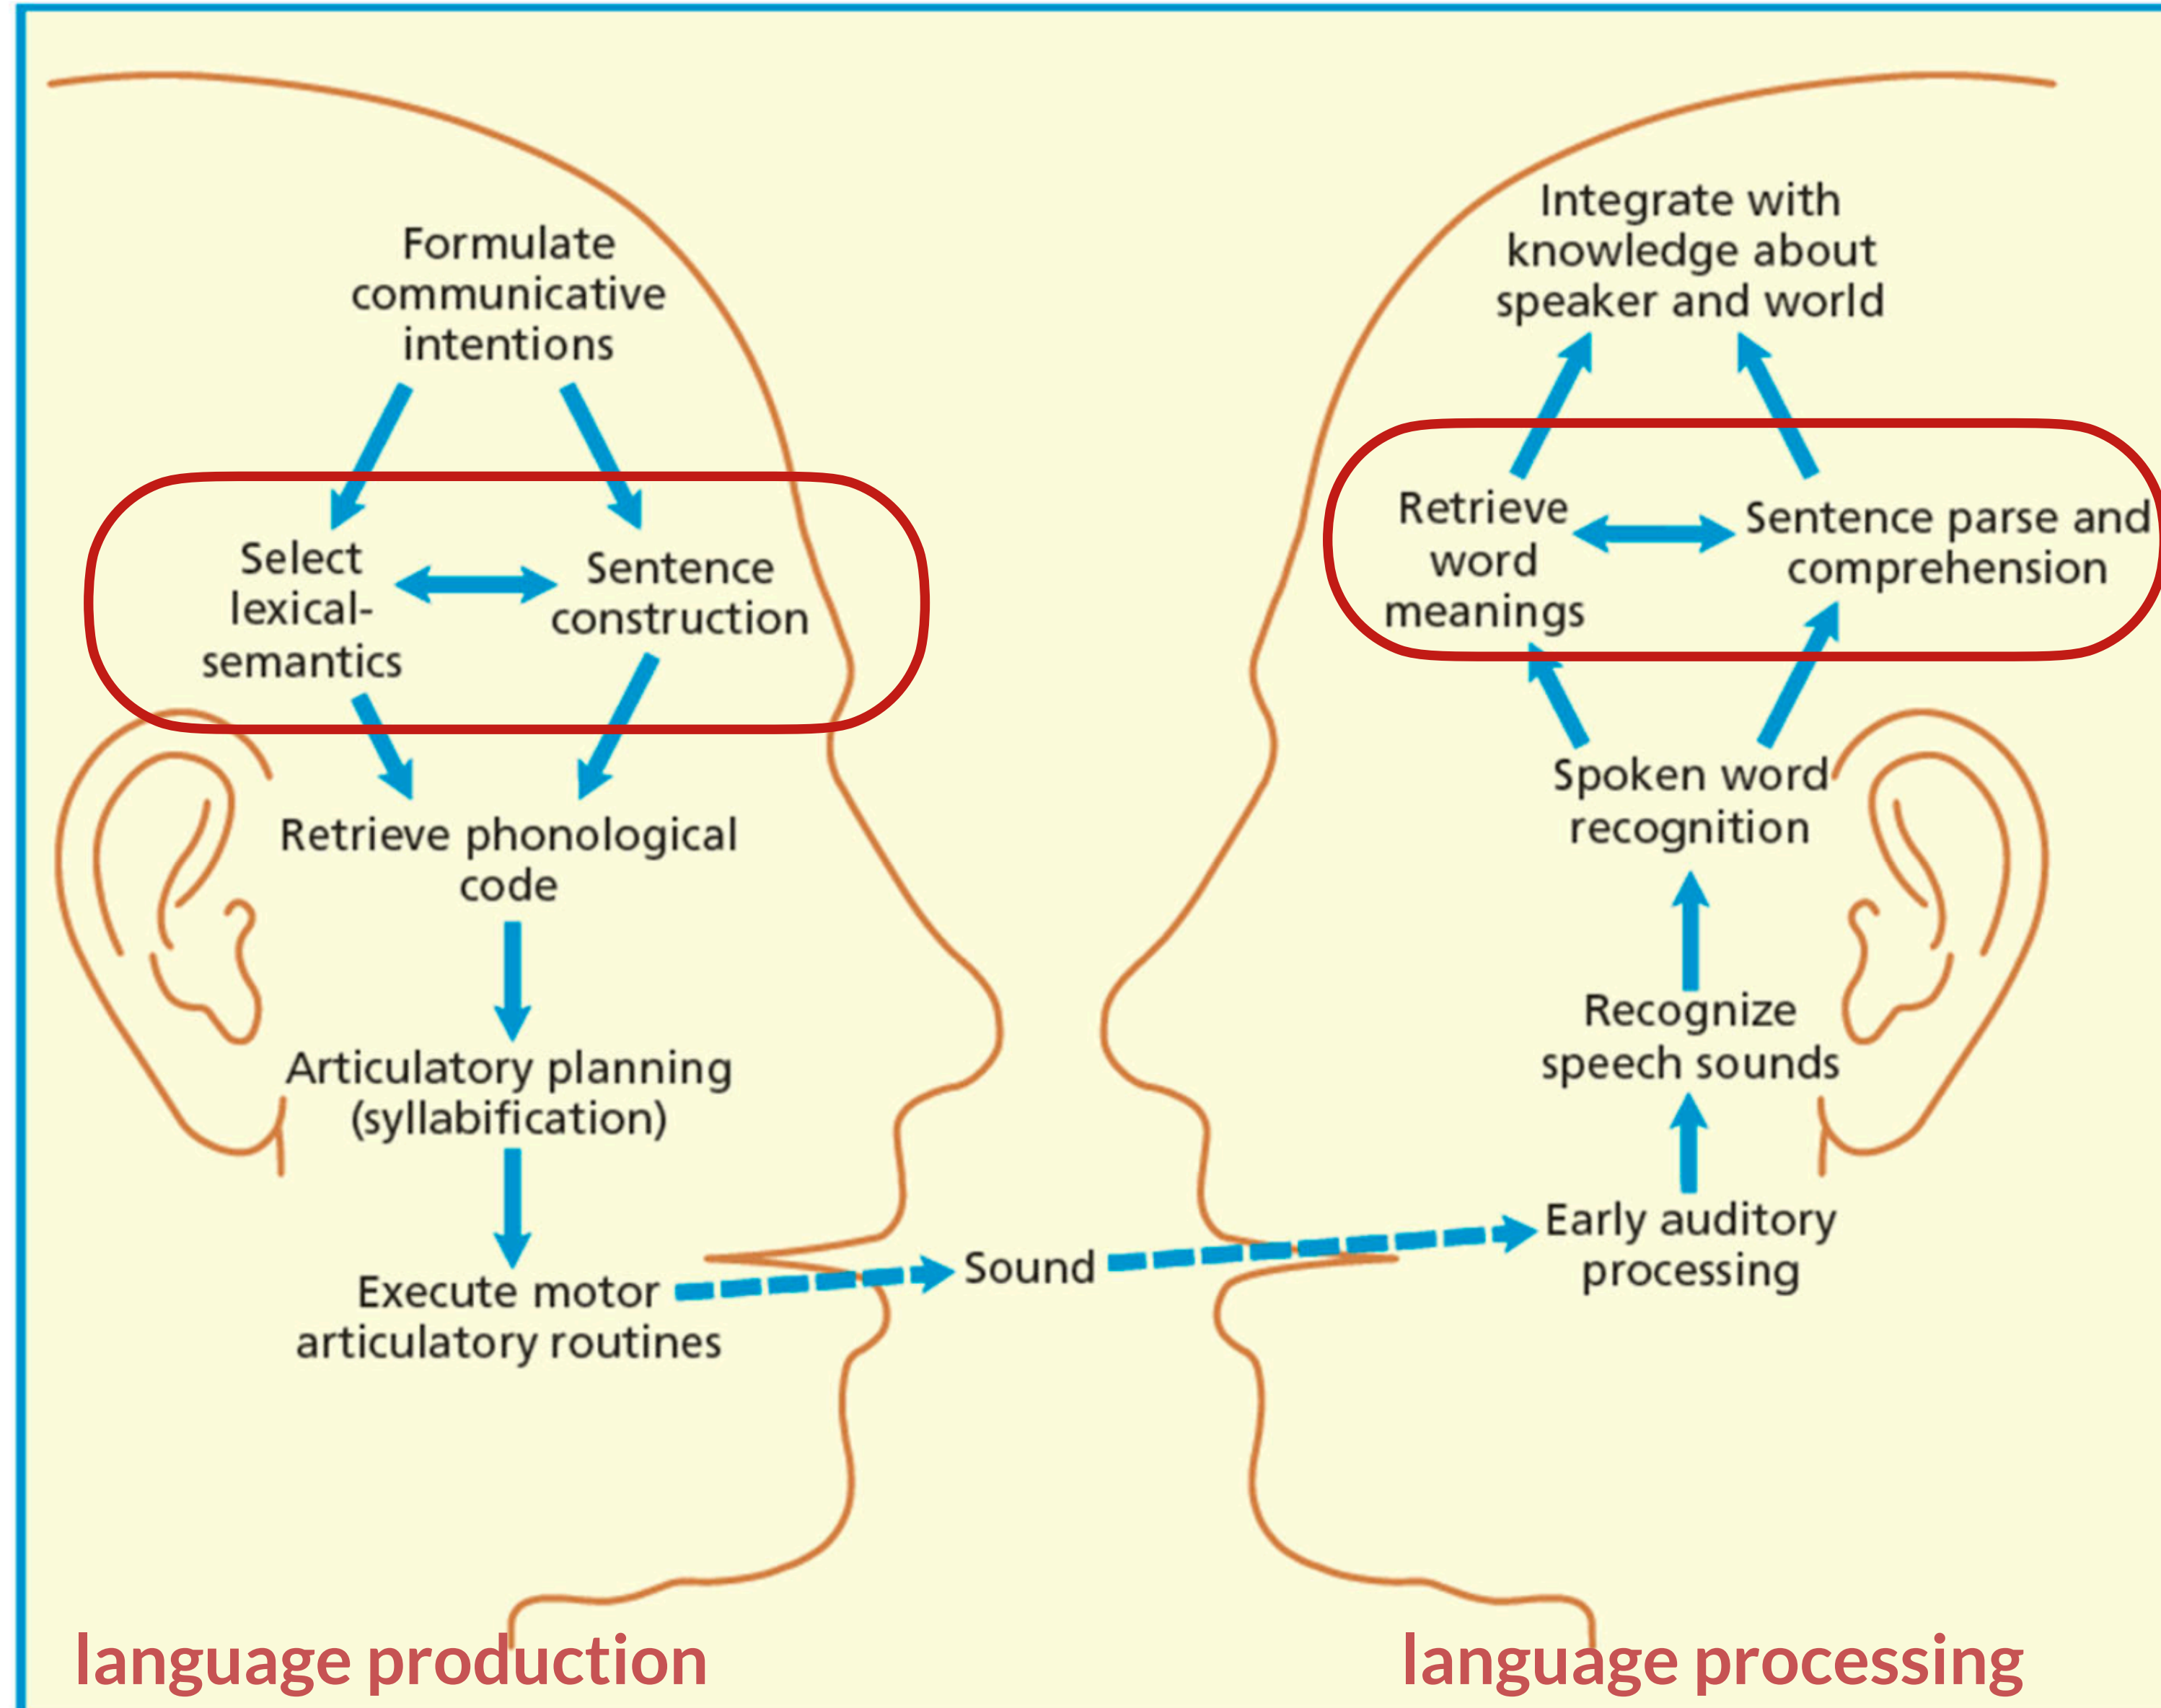 Formulate
communicative
intentions
Select
lexical-
semantics
Sentence
construction
Retrieve phonological
code
Articulatory planning
(syllabification)
Execute motor
articulatory routines
Sound
Integrate with
knowledge about
speaker and world
Retrieve
word
meanings
Sentence parse and
comprehension
Spoken word
recognition
Recognize
speech sounds
Early auditory
processing
language production
language processing